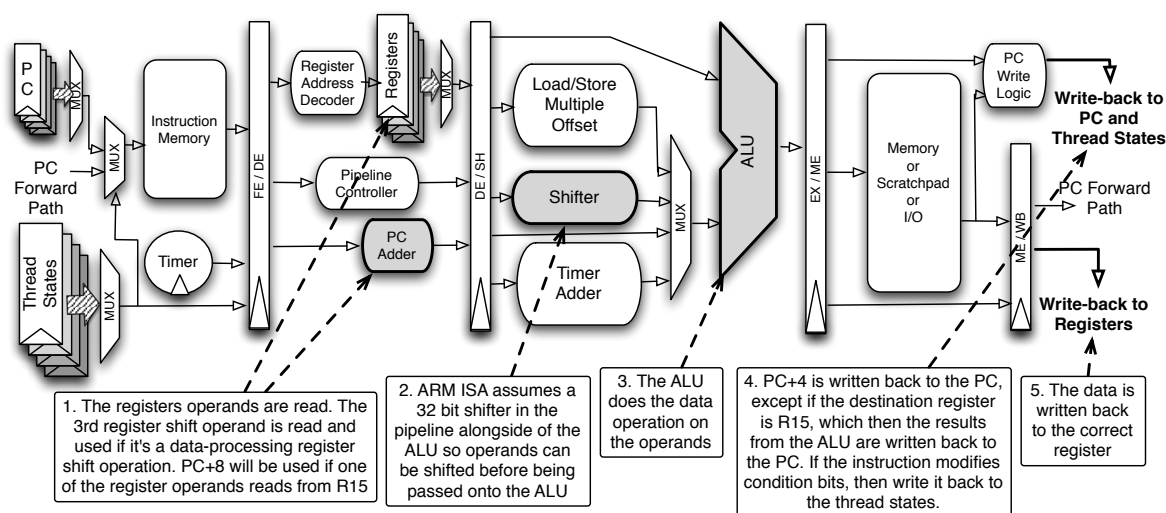 P
C
MUX
PC
Forward
Path
MUX
Thread
States
MUX
Instruction
Memory
Timer
FE / DE
Register
Address
Decoder
Pipeline
Controller
PC
Adder
Registers
MUX
DE / SH
Load/Store
Multiple
Offset
Shifter
Timer
Adder
MUX
ALU
EX / ME
Memory
or
Scratchpad
or
I/O
PC
Write
Logic
ME / WB
Write-back to
PC and
Thread States
PC Forward
Path
Write-back to
Registers
1. The registers operands are read. The
3rd register shift operand is read and
used if it's a data-processing register
shift operation. PC+8 will be used if one
of the register operands reads from R15
2. ARM ISA assumes a
32 bit shifter in the
pipeline alongside of the
ALU so operands can
be shifted before being
passed onto the ALU
3. The ALU
does the data
operation on
the operands
4. PC+4 is written back to the PC,
except if the destination register
is R15, which then the results
from the ALU are written back to
the PC. If the instruction modifies
condition bits, then write it back to
the thread states.
5. The data is
written back
to the correct
register